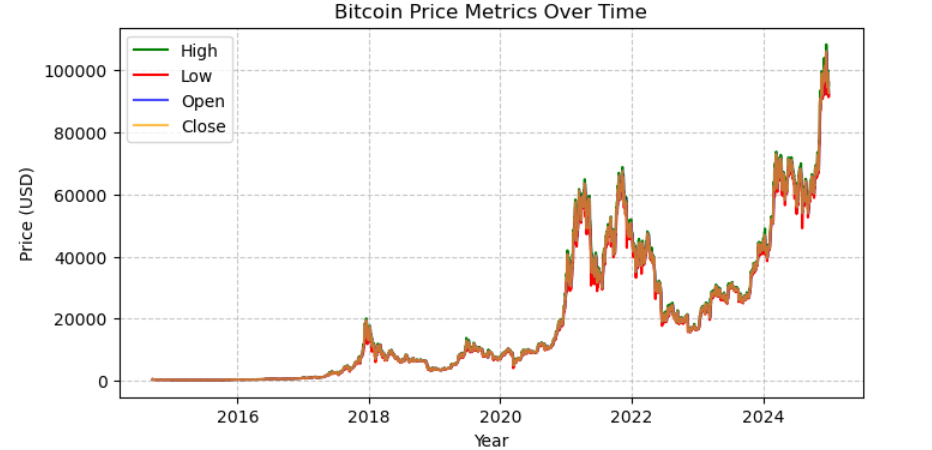 Bitcoin Price Metrics Over Time
High
Low
Open
Close
Price (USD)
100000
80000
60000
40000
20000
0
2016
2018
2020
2022
2024
Year